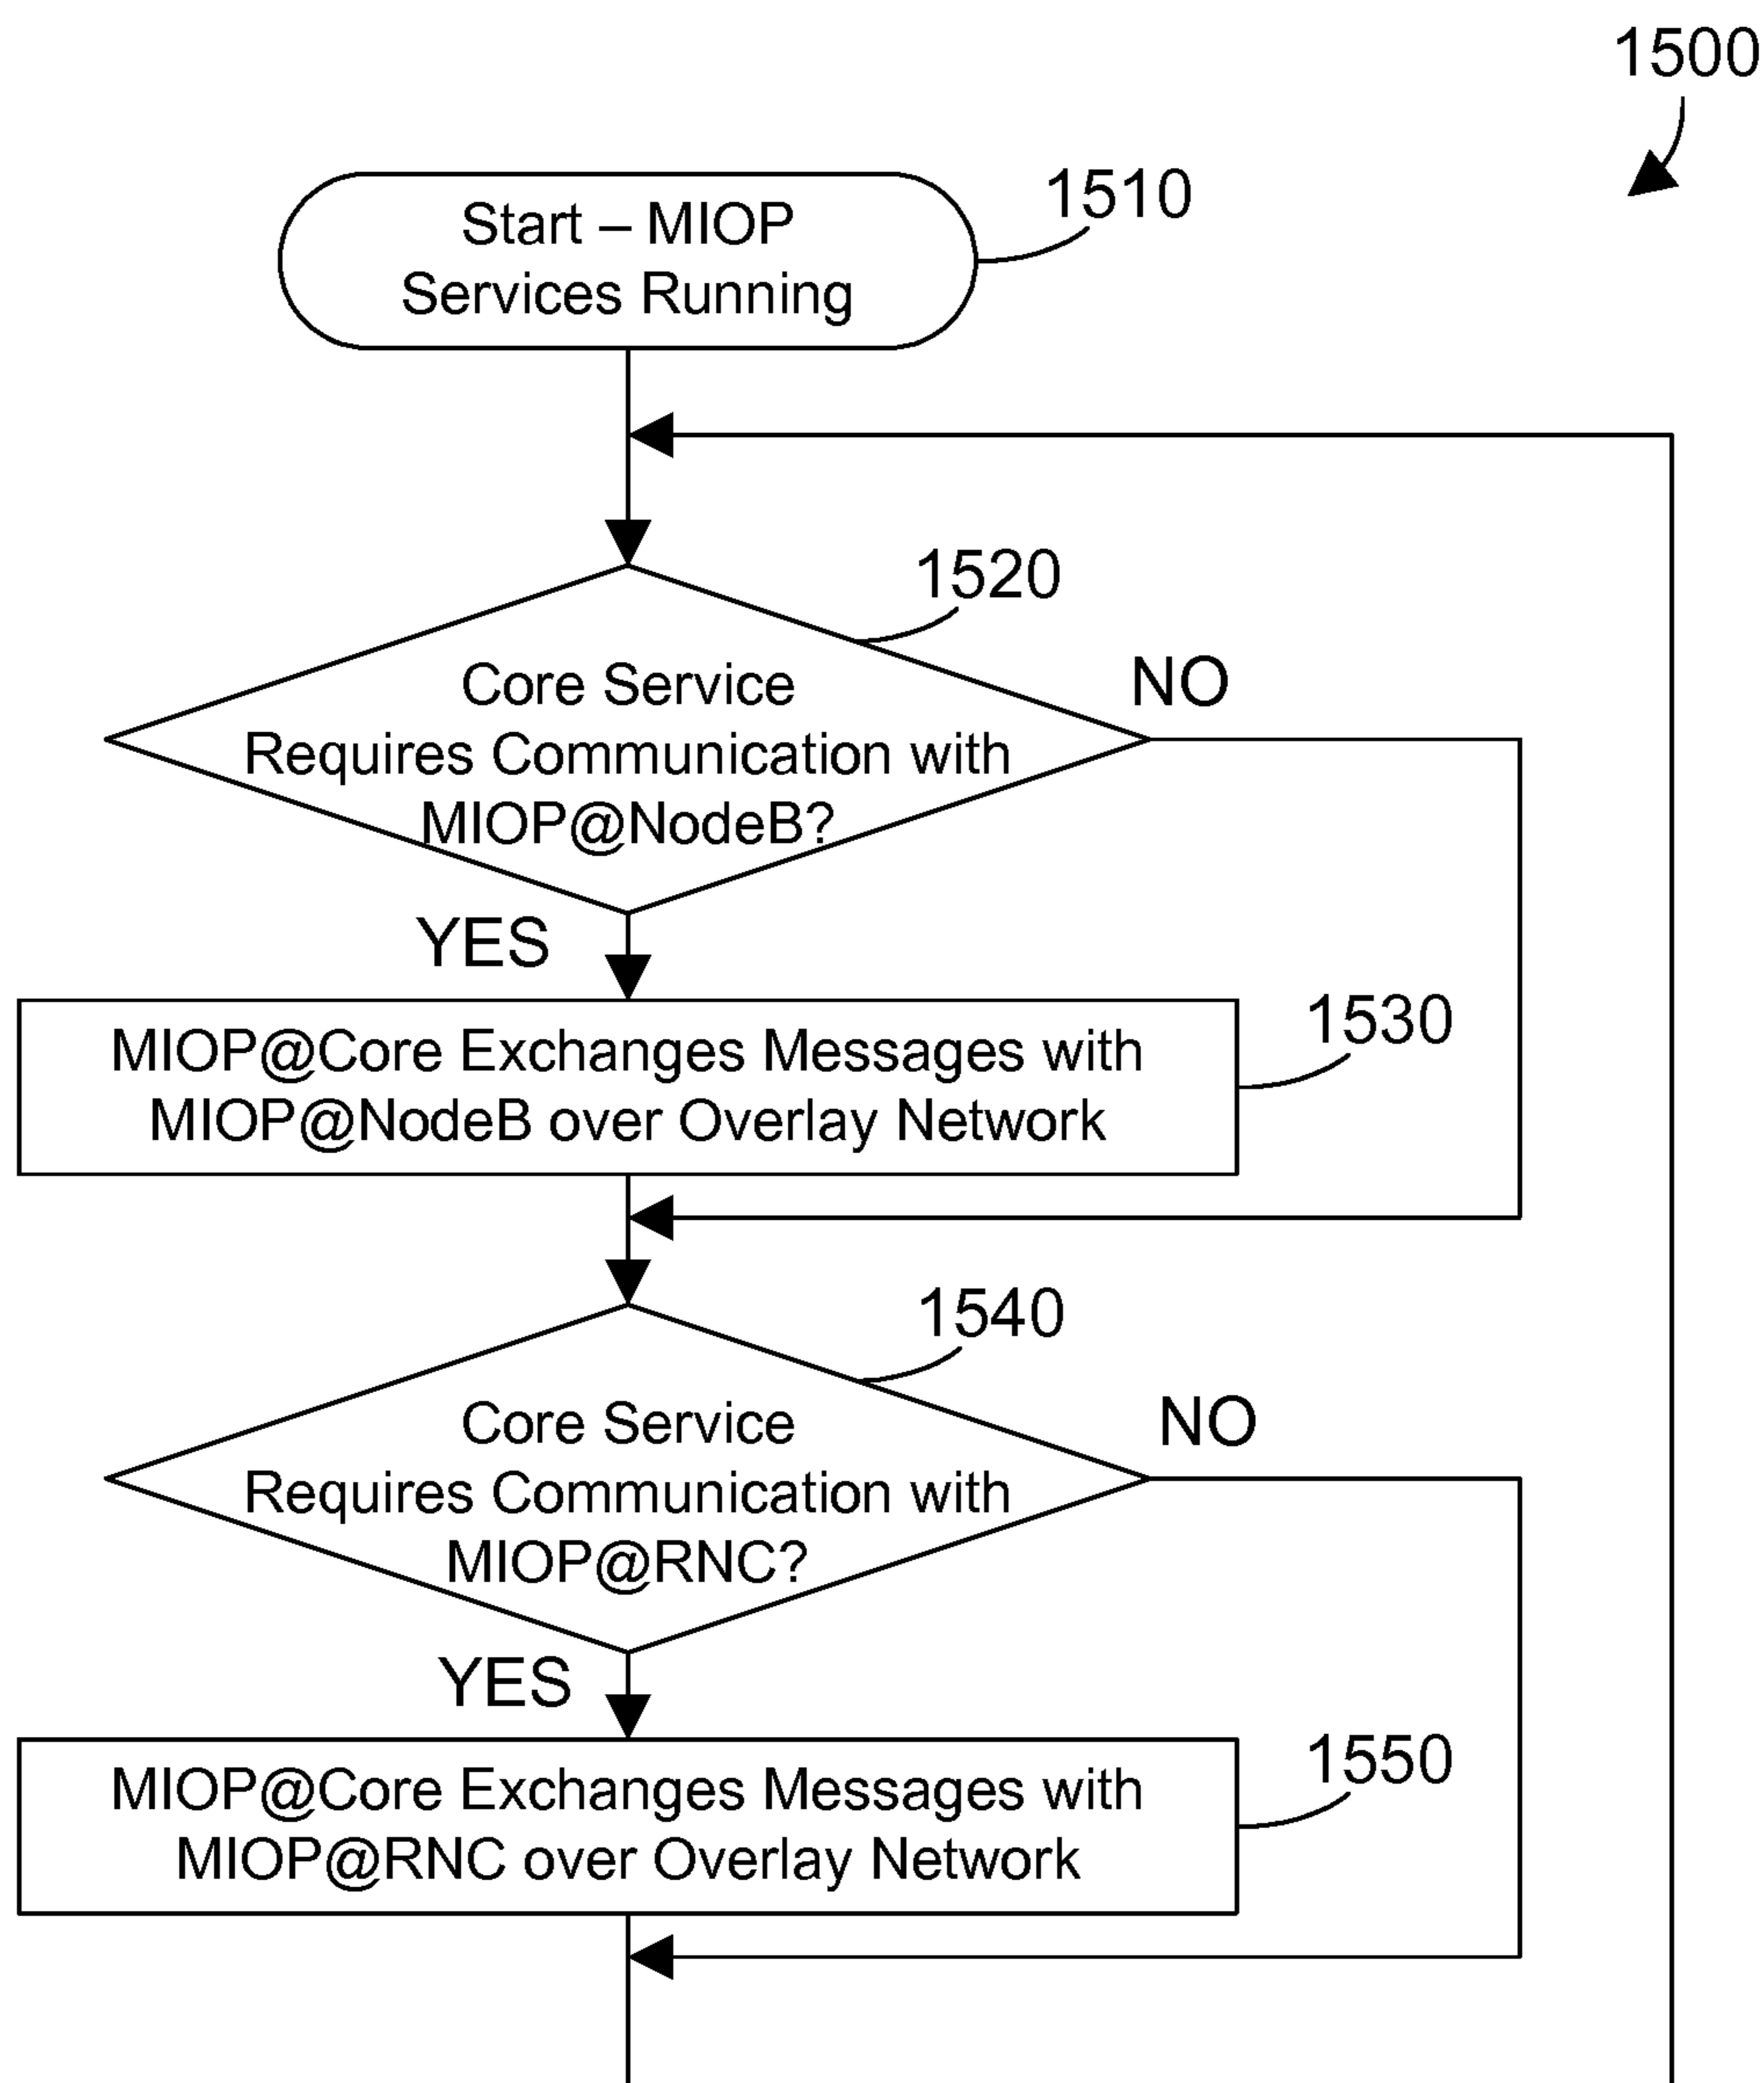 1500
1510
Start – MIOP
Services Running
1520
Core Service
Requires Communication with
MIOP@NodeB?
NO
YES
1530
MIOP@Core Exchanges Messages with
MIOP@NodeB over Overlay Network
1540
Core Service
Requires Communication with
MIOP@RNC?
NO
YES
1550
MIOP@Core Exchanges Messages with
MIOP@RNC over Overlay Network